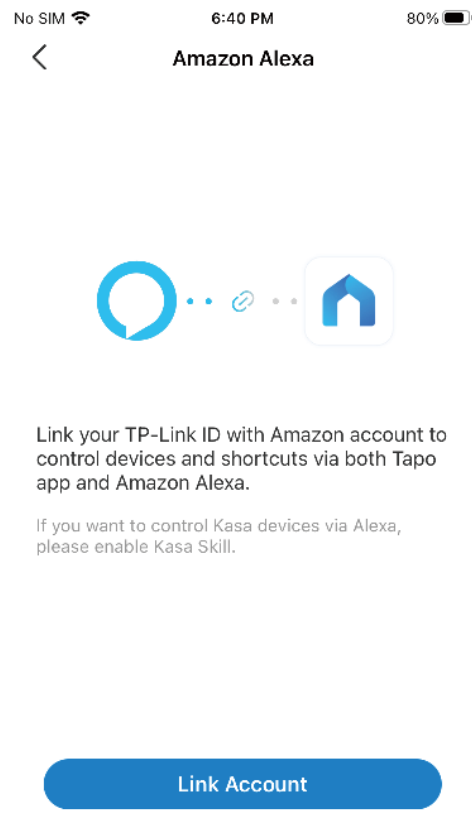 No SIM 6:40 PM 80%
Amazon Alexa
Link your TP-Link ID with Amazon account to
control devices and shortcuts via both Tapo
app and Amazon Alexa.
If you want to control Kasa devices via Alexa,
please enable Kasa Skill.
Link Account